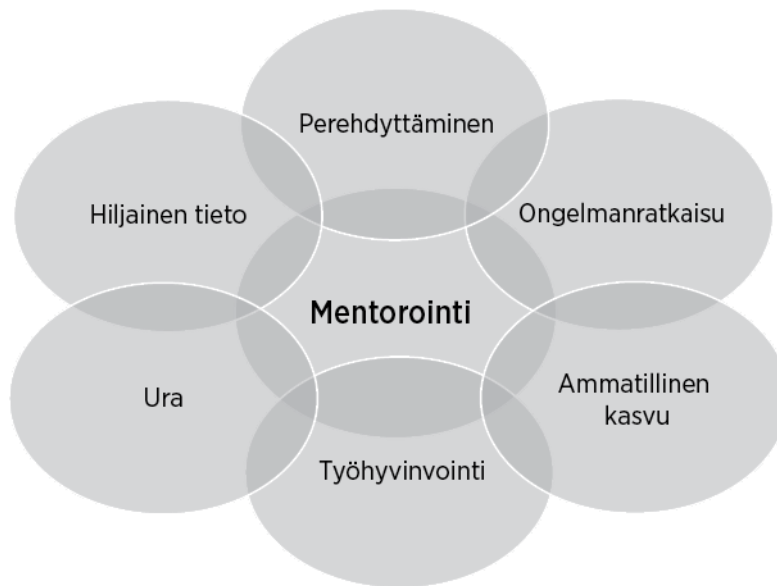 Perehdyttäminen
Hiljainen tieto
Ongelmanratkaisu
Mentorointi
Ura
Ammatillinen
kasvu
Työhyvinvointi